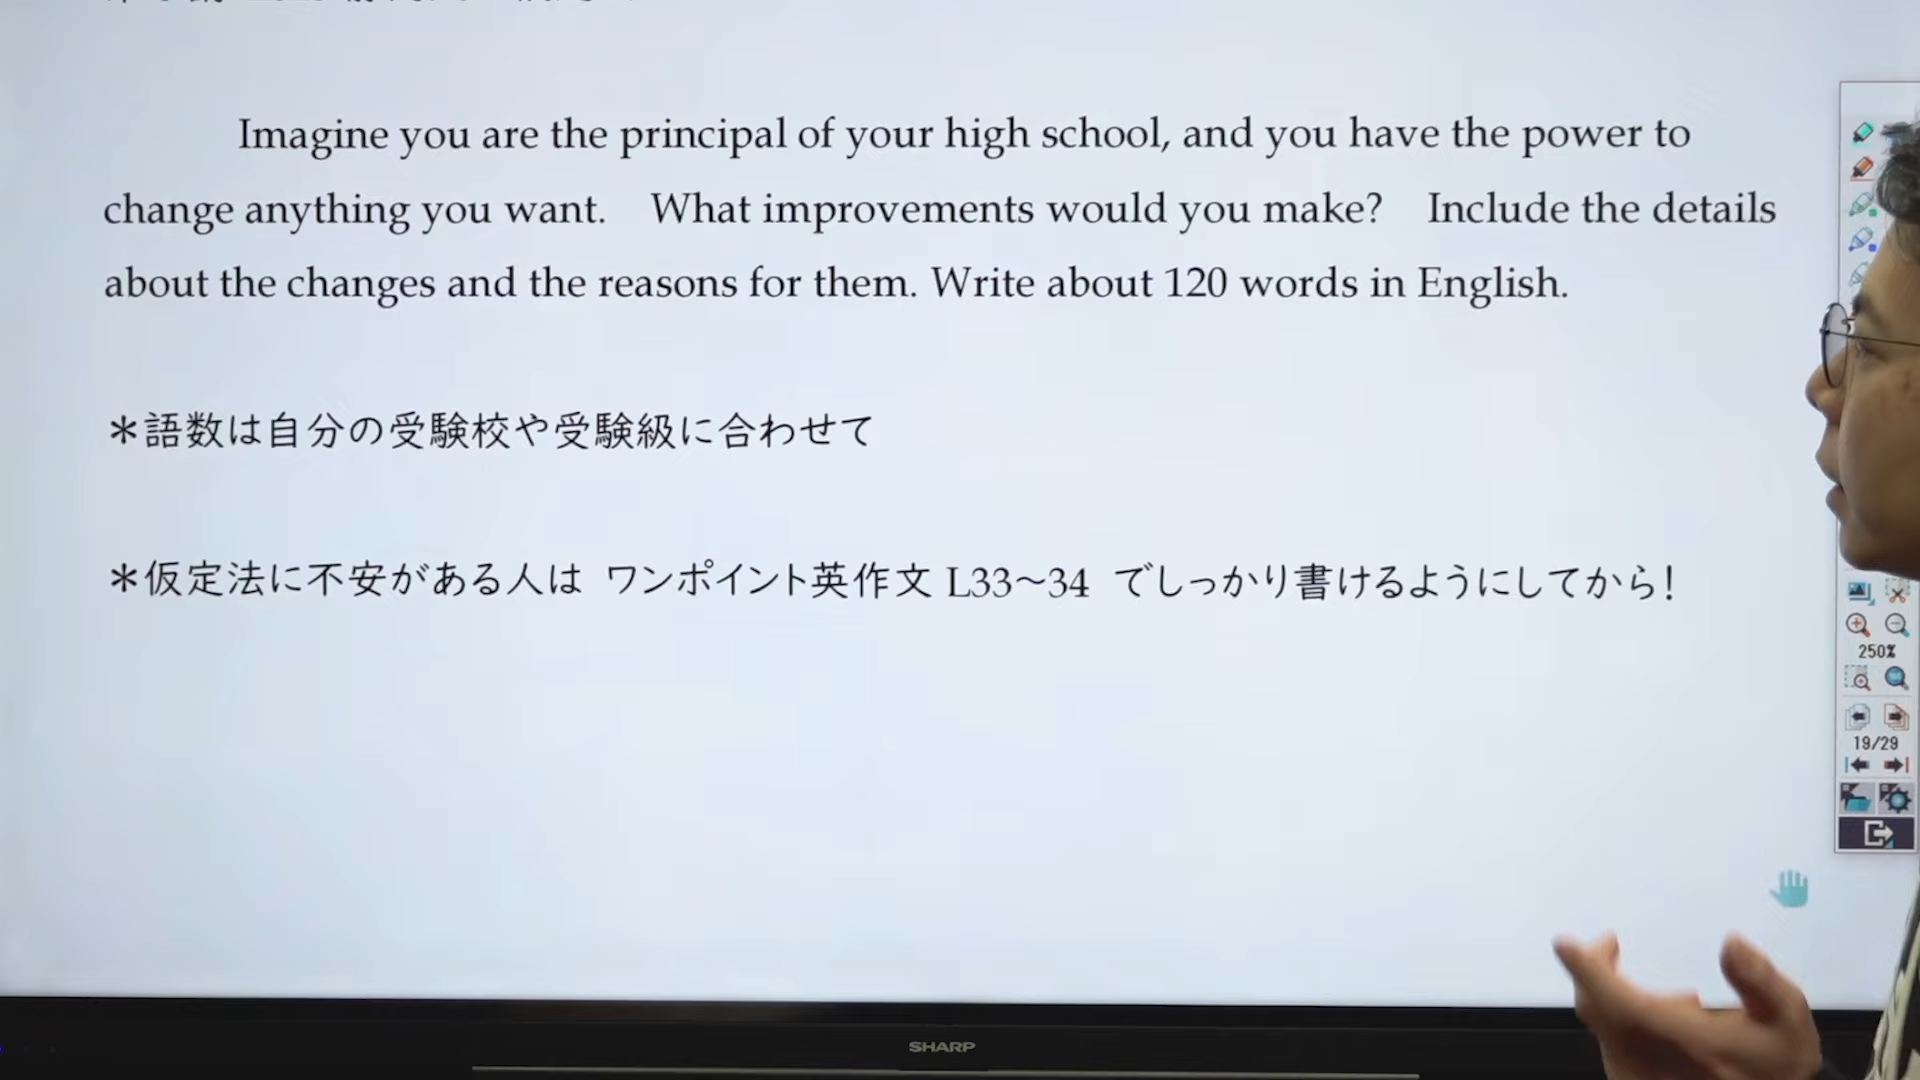 Imagine you are the principal of your high school, and you have the power to
change anything you want. What improvements would you make? Include the details
about the changes and the reasons for them. Write about 120 words in English.
＊語数は自分の受験校や受験級に合わせて
＊仮定法に不安がある人は ワンポイント英作文 L33～34 でしっかり書けるようにしてから！
250%
19/29
SHARP